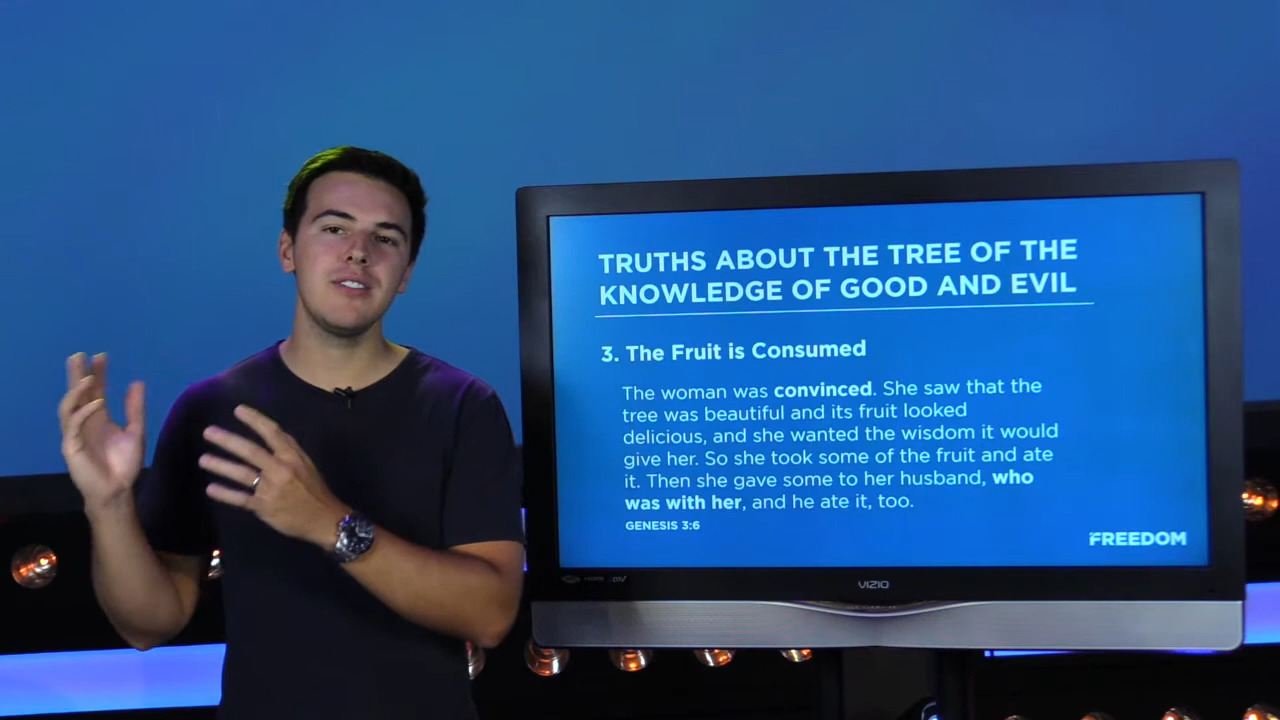 TRUTHS ABOUT THE TREE OF THE
KNOWLEDGE OF GOOD AND EVIL
3. The Fruit is Consumed
The woman was convinced. She saw that the
tree was beautiful and its fruit looked
delicious, and she wanted the wisdom it would
give her. So she took some of the fruit and ate
it. Then she gave some to her husband, who
was with her, and he ate it, too.
GENESIS 3:6
FREEDOM
VIZIO